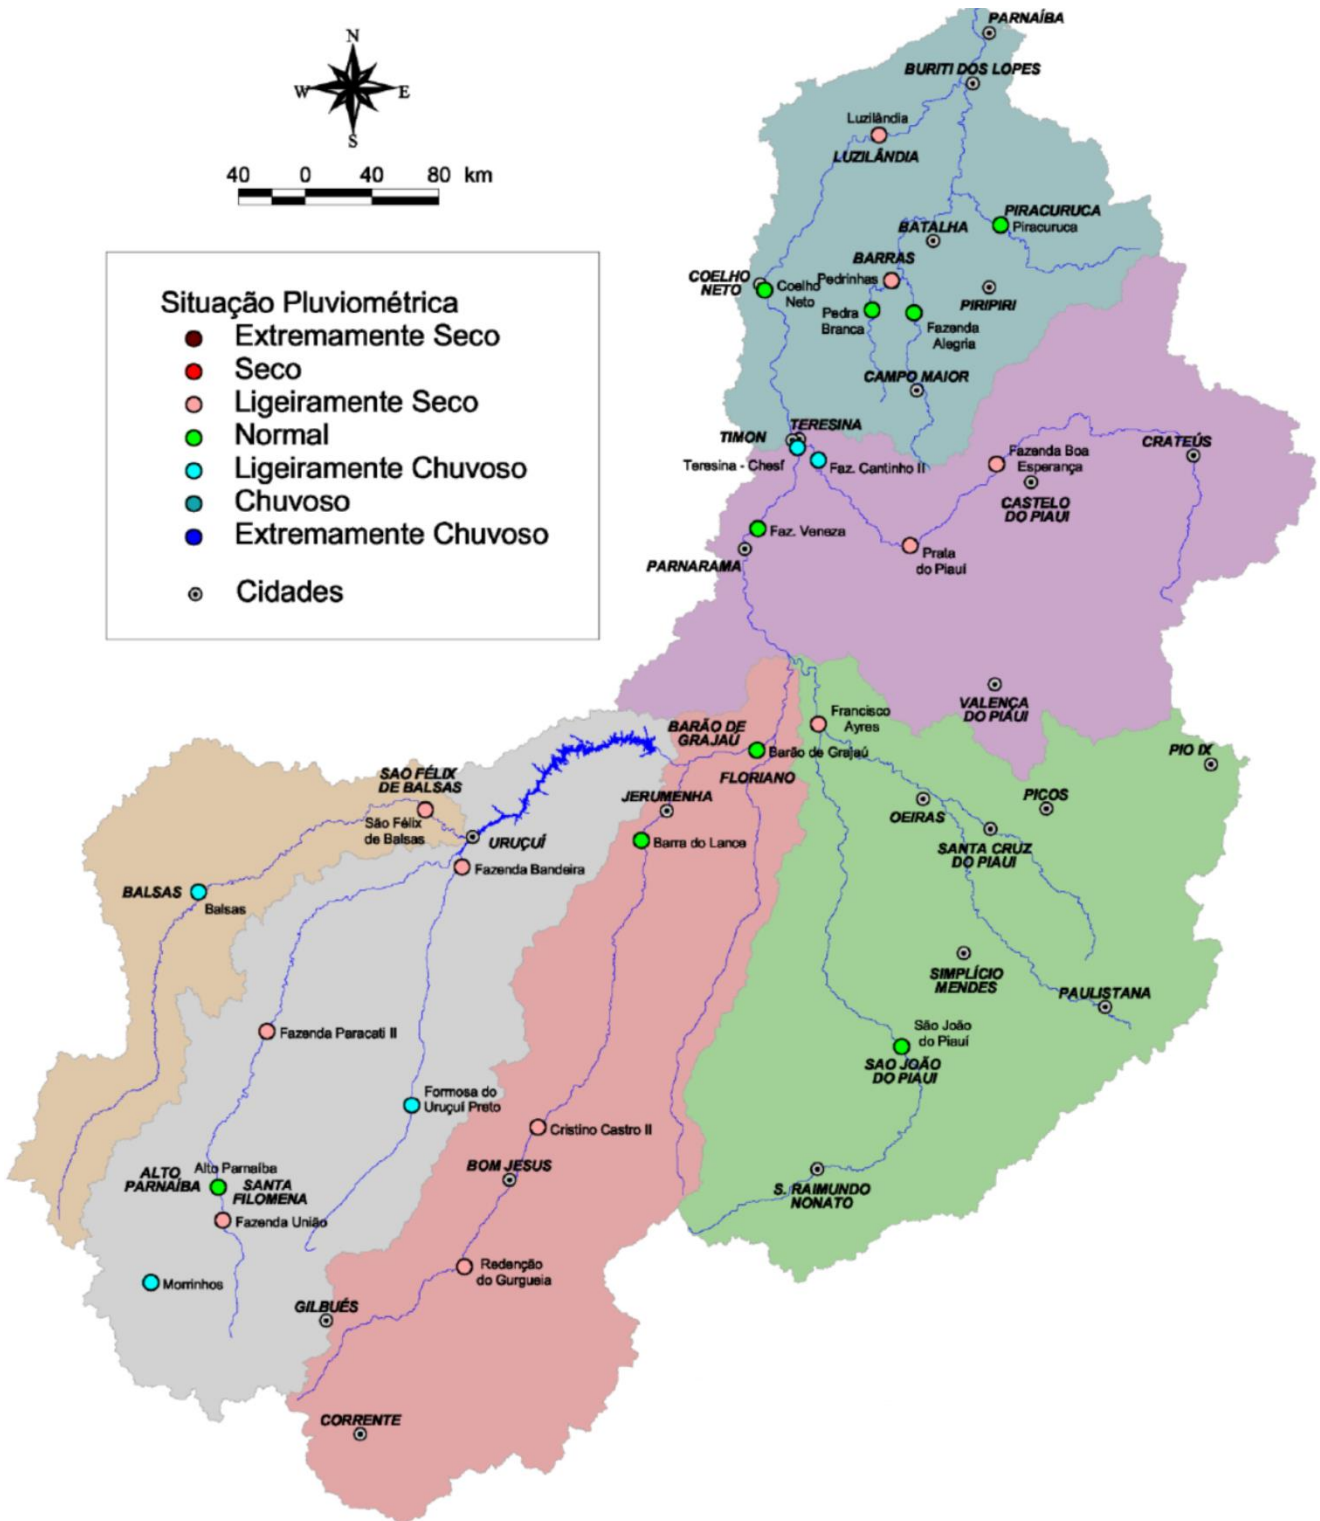 PARNAÍBA
N
BURITI DOS LOPES
W
E
S
Luzilândia
LUZILÂNDIA
40
0
40
80
km
PIRACURUCA
Piracuruca
BATALHA
BARRAS
Pedrinhas
COELHO
NETO
Coelho
Neto
PIRIPIRI
Pedra
Branca
Fazenda
Alegria
Situação Pluviométrica
Extremamente Seco
Seco
Ligeiramente Seco
Normal
Ligeiramente Chuvoso
Chuvoso
Extremamente Chuvoso
Cidades
CAMPO MAIOR
TIMON
TERESINA
Teresina - Chesf
Faz. Cantinho II
Fazenda Boa
Esperança
CRATEÚS
CASTELO
DO PIAUI
Faz. Veneza
PARNARAMA
Prata
do Piauí
VALENÇA
DO PIAUI
Francisco
Ayres
BARÃO DE
GRAJAÚ
Barão de Grajaú
PIO IX
FLORIANO
SAO FÉLIX
DE BALSAS
São Félix
de Balsas
JERUMENHA
PICOS
OEIRAS
URUÇUÍ
Barra do Lance
SANTA CRUZ
DO PIAUI
Fazenda Bandeira
BALSAS
Balsas
SIMPLÍCIO
MENDES
PAULISTANA
Fazenda Paracati II
São João
do Piauí
SAO JOÃO
DO PIAUI
Formosa do
Uruçuí Preto
Cristino Castro II
BOM JESUS
ALTO
PARNAÍBA
Alto Parnaíba
SANTA
FILOMENA
S. RAIMUNDO
NONATO
Fazenda União
Redenção
do Gurgueia
Morrinhos
GILBUÉS
CORRENTE